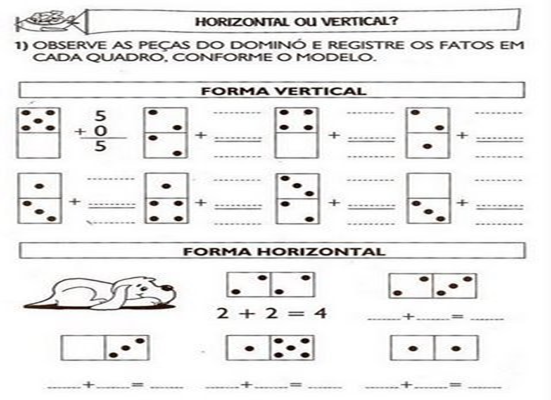 HORIZONTAL OU VERTICAL?
1) OBSERVE AS PEÇAS DO DOMINÓ E REGISTRE OS FATOS EM
CADA QUADRO, CONFORME O MODELO.
FORMA VERTICAL
5
+ 0
5
+
+
+
+
+
+
+
FORMA HORIZONTAL
2 + 2 = 4
+ =
+ =
+ =
+ =